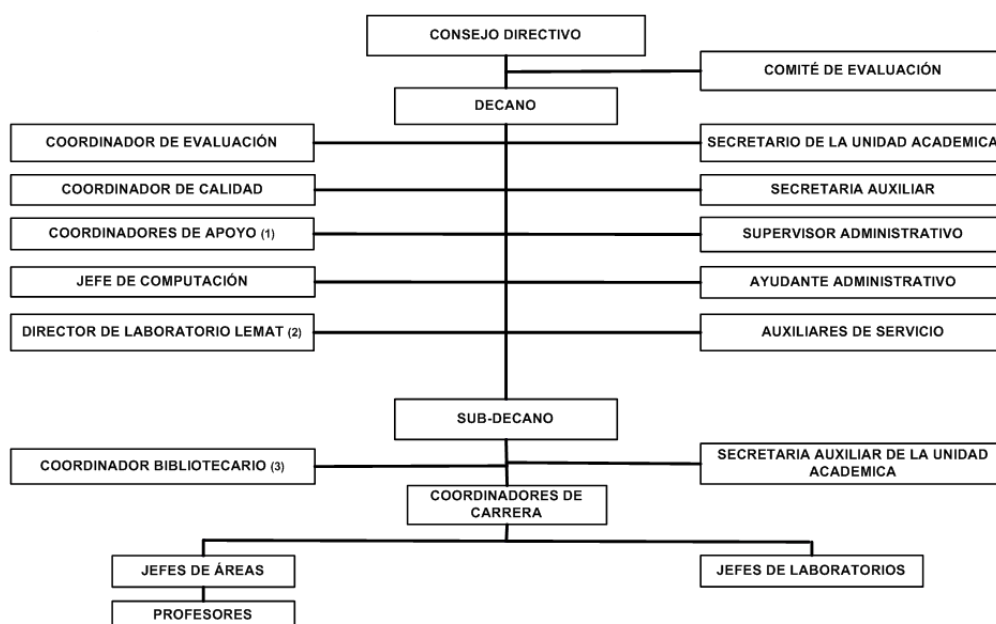 CONSEJO DIRECTIVO
COMITÉ DE EVALUACIÓN
DECANO
COORDINADOR DE EVALUACIÓN
SECRETARIO DE LA UNIDAD ACADEMICA
COORDINADOR DE CALIDAD
SECRETARIA AUXILIAR
COORDINADORES DE APOYO (1)
SUPERVISOR ADMINISTRATIVO
JEFE DE COMPUTACIÓN
AYUDANTE ADMINISTRATIVO
DIRECTOR DE LABORATORIO LEMAT (2)
AUXILIARES DE SERVICIO
SUB-DECANO
COORDINADOR BIBLIOTECARIO (3)
SECRETARIA AUXILIAR DE LA UNIDAD
ACADEMICA
COORDINADORES DE
CARRERA
JEFES DE ÁREAS
JEFES DE LABORATORIOS
PROFESORES